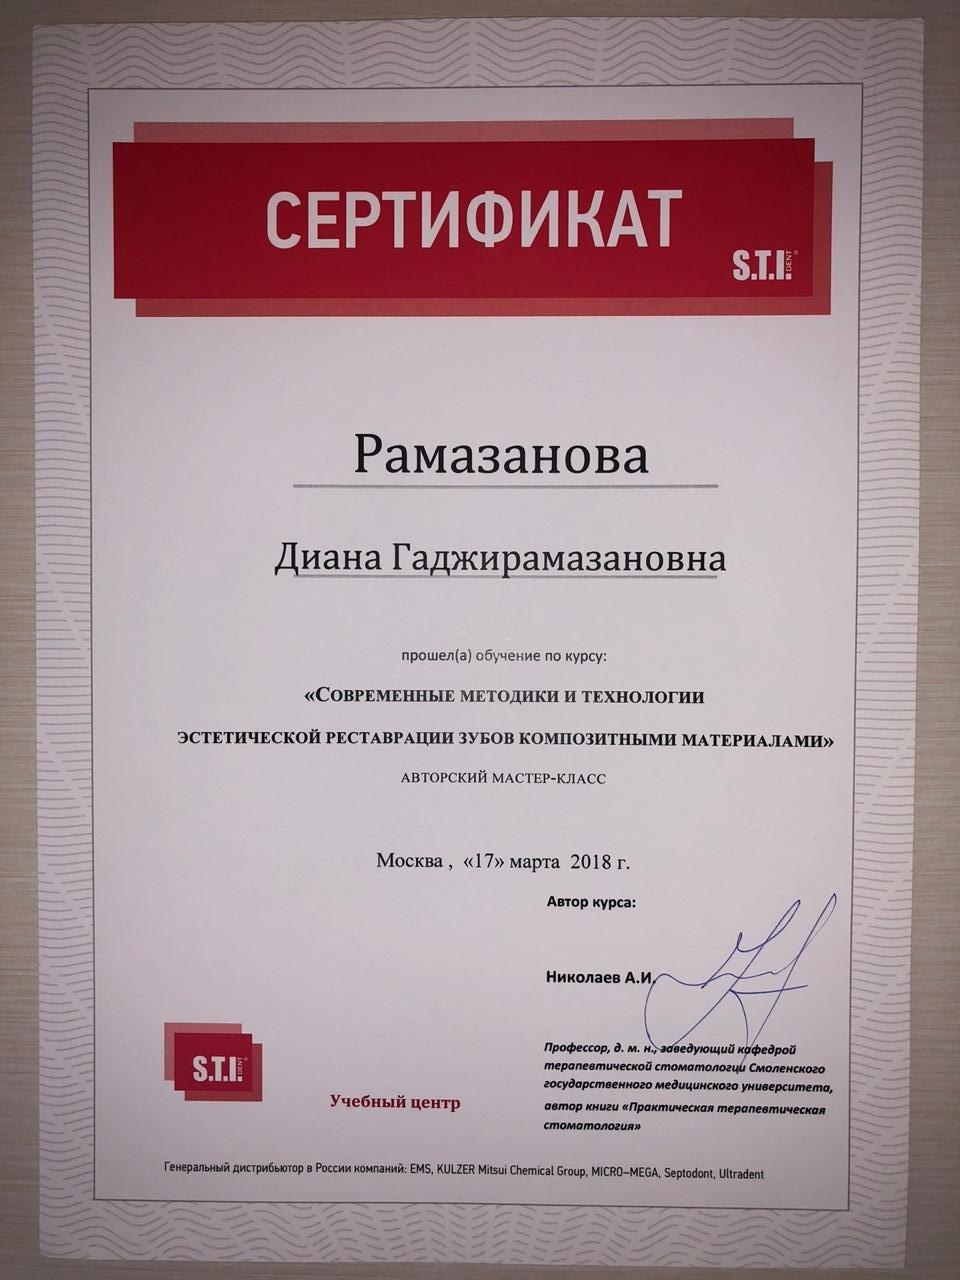 СЕРТИФИКАТ
S.T.I.DENT®
Рамазанова
Диана Гаджирамазановна
прошел(а) обучение по курсу:
«СОВРЕМЕННЫЕ МЕТОДИКИ И ТЕХНОЛОГИИ
ЭСТЕТИЧЕСКОЙ РЕСТАВРАЦИИ ЗУБОВ КОМПОЗИТНЫМИ МАТЕРИАЛАМИ»
АВТОРСКИЙ МАСТЕР-КЛАСС
Москва , «17» марта 2018 г.
Автор курса:
Николаев А.И.
Профессор, д. м. н., заведующий кафедрой
терапевтической стоматологии Смоленского
государственного медицинского университета,
автор книги «Практическая терапевтическая
стоматология»
S.T.I.DENT®
Учебный центр
Генеральный дистрибьютор в России компаний: EMS, KULZER Mitsui Chemical Group, MICRO–MEGA, Septodont, Ultradent